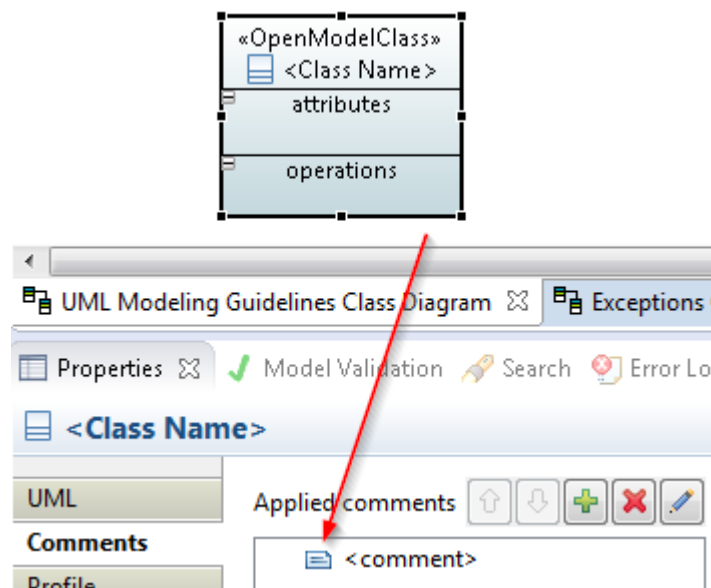 «OpenModelClass»
<Class Name>
attributes
operations
UML Modeling Guidelines Class Diagram Exceptions
Properties Model Validation Search Error Lo
<Class Name>
UML Applied comments
Comments
<comment>
Profile